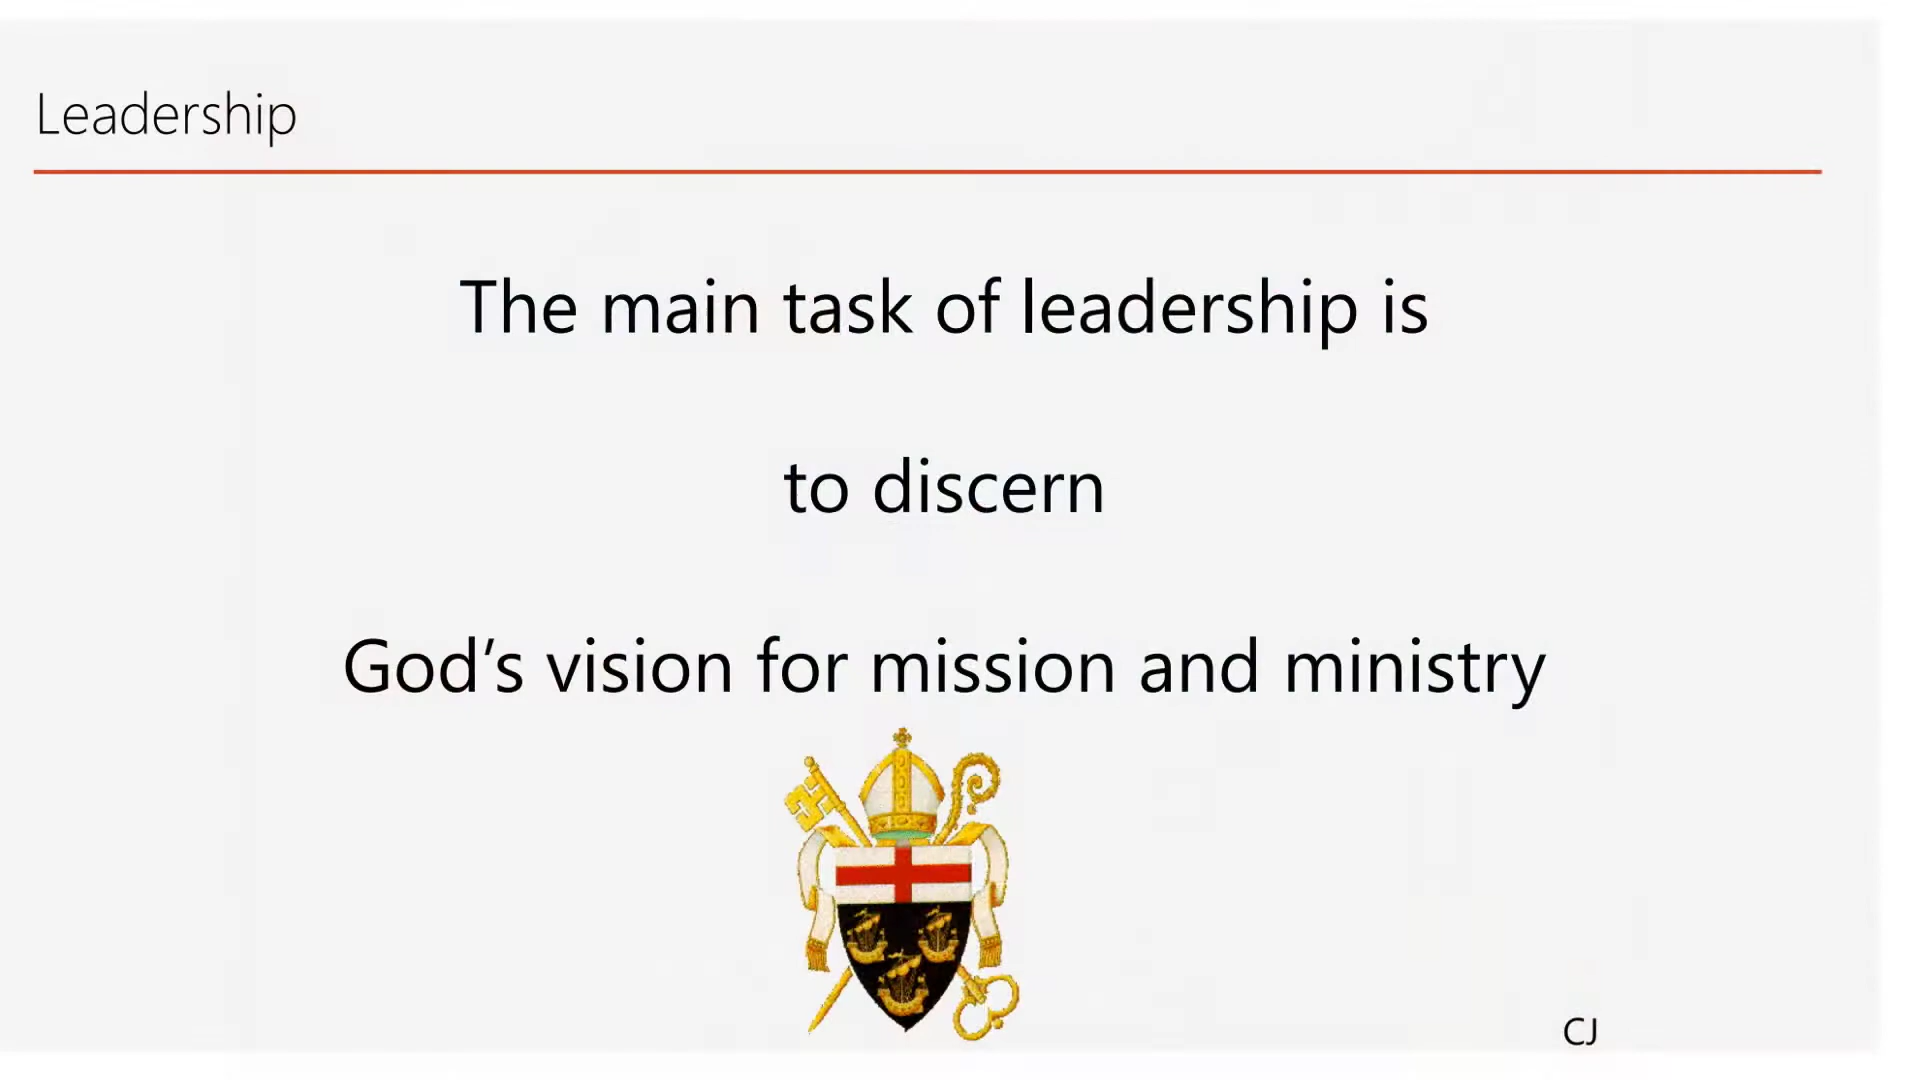 Leadership
The main task of leadership is
to discern
God’s vision for mission and ministry
CJ